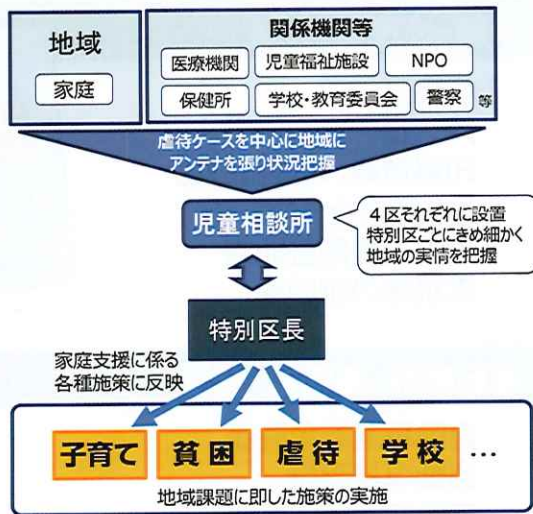 地域
家庭
関係機関等
医療機関
児童福祉施設
NPO
保健所
学校・教育委員会
警察
等
虐待ケースを中心に地域に
アンテナを張り状況把握
児童相談所
4区それぞれに設置
特別区ごとにきめ細かく
地域の実情を把握
特別区長
家庭支援に係る
各種施策に反映
子育て
貧困
虐待
学校
…
地域課題に即した施策の実施